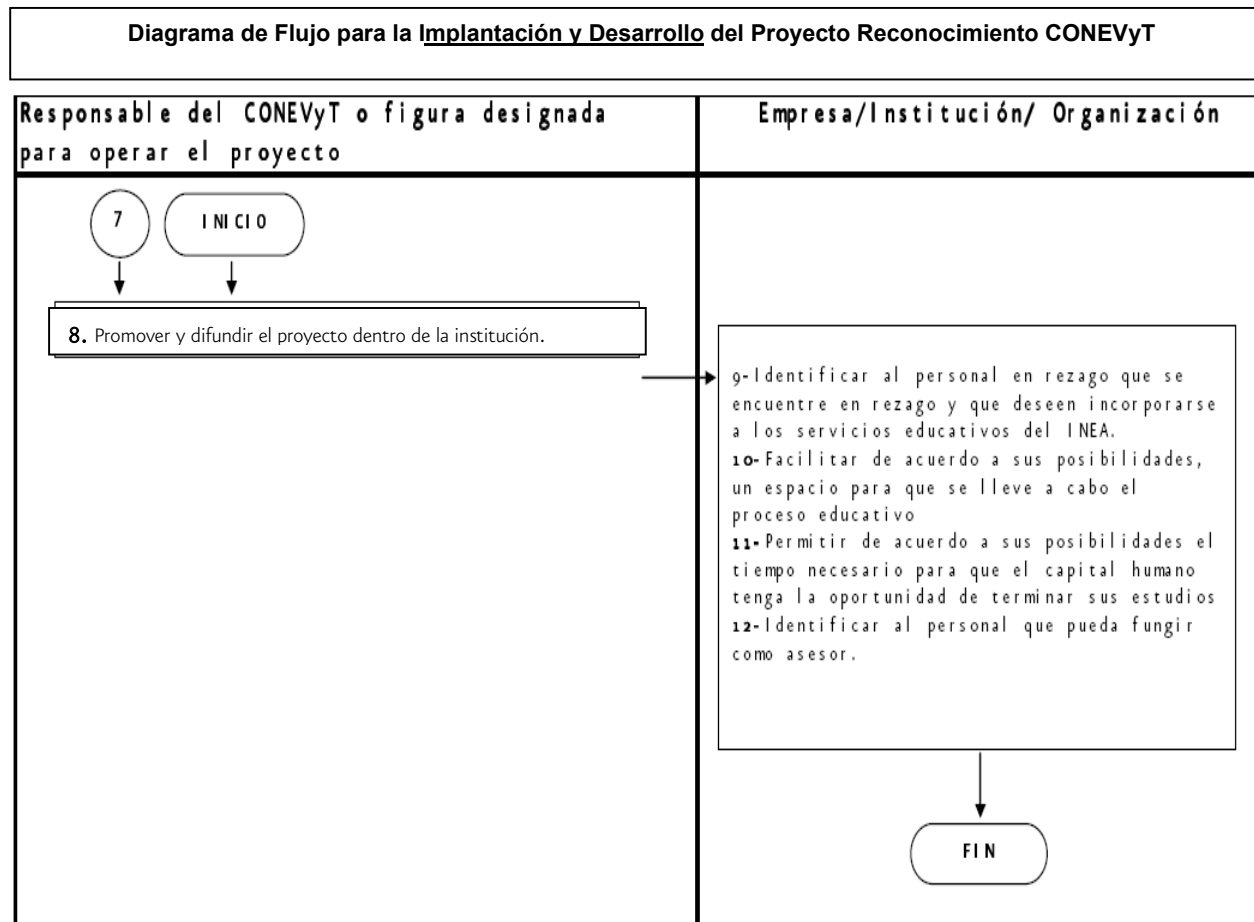 Diagrama de Flujo para la Implantación y Desarrollo del Proyecto Reconocimiento CONEVyT
Responsable del CONEVyT o figura designada
para operar el proyecto
Empresa/Institución/ Organización
7
INICIO
8. Promover y difundir el proyecto dentro de la institución.
9-Identificar al personal en rezago que se
encuentre en rezago y que deseen incorporarse
a los servicios educativos del INEA.
10-Facilitar de acuerdo a sus posibilidades,
un espacio para que se lleve a cabo el
proceso educativo
11-Permitir de acuerdo a sus posibilidades el
tiempo necesario para que el capital humano
tenga la oportunidad de terminar sus estudios
12-Identificar al personal que pueda fungir
como asesor.
FIN